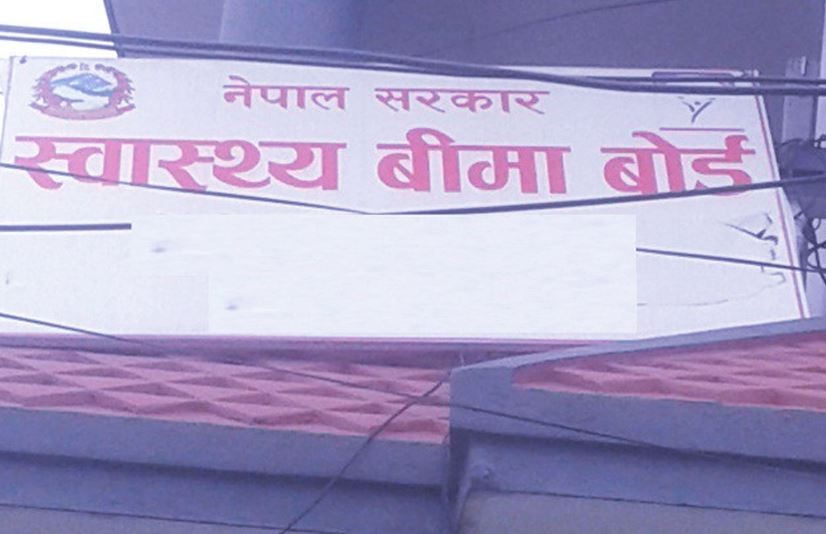 नेपाल सरकार
स्वास्थ्य बीमा बोर्ड